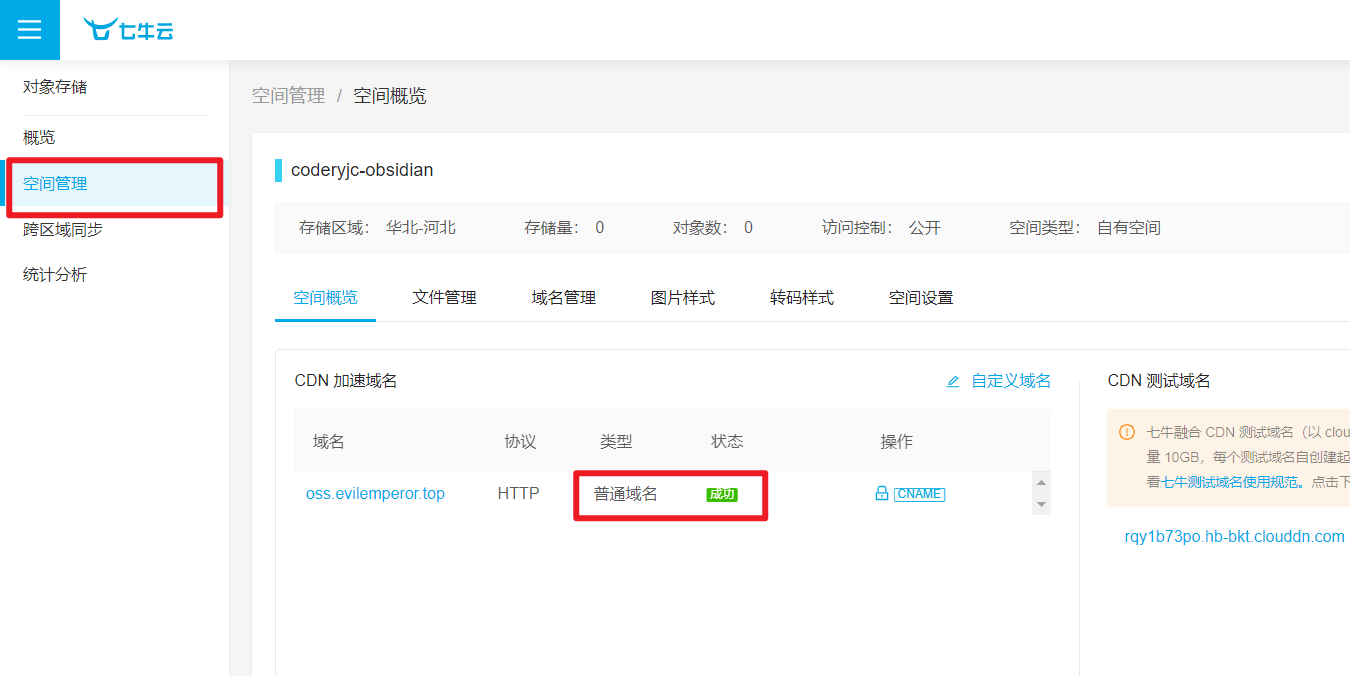 七牛云
对象存储
概览
空间管理
跨区域同步
统计分析
空间管理 / 空间概览
coderyjc-obsidian
存储区域： 华北-河北 存储量： 0 对象数： 0 访问控制： 公开 空间类型： 自有空间
空间概览 文件管理 域名管理 图片样式 转码样式 空间设置
CDN 加速域名 自定义域名
域名 协议 类型 状态 操作
oss.evilemperor.top HTTP 普通域名 成功 CNAME
CDN 测试域名
七牛融合 CDN 测试域名（以 clou
量 10GB，每个测试域名自创建起
看七牛测试域名使用规范。点击下
rqy1b73po.hb-bkt.clouddn.com